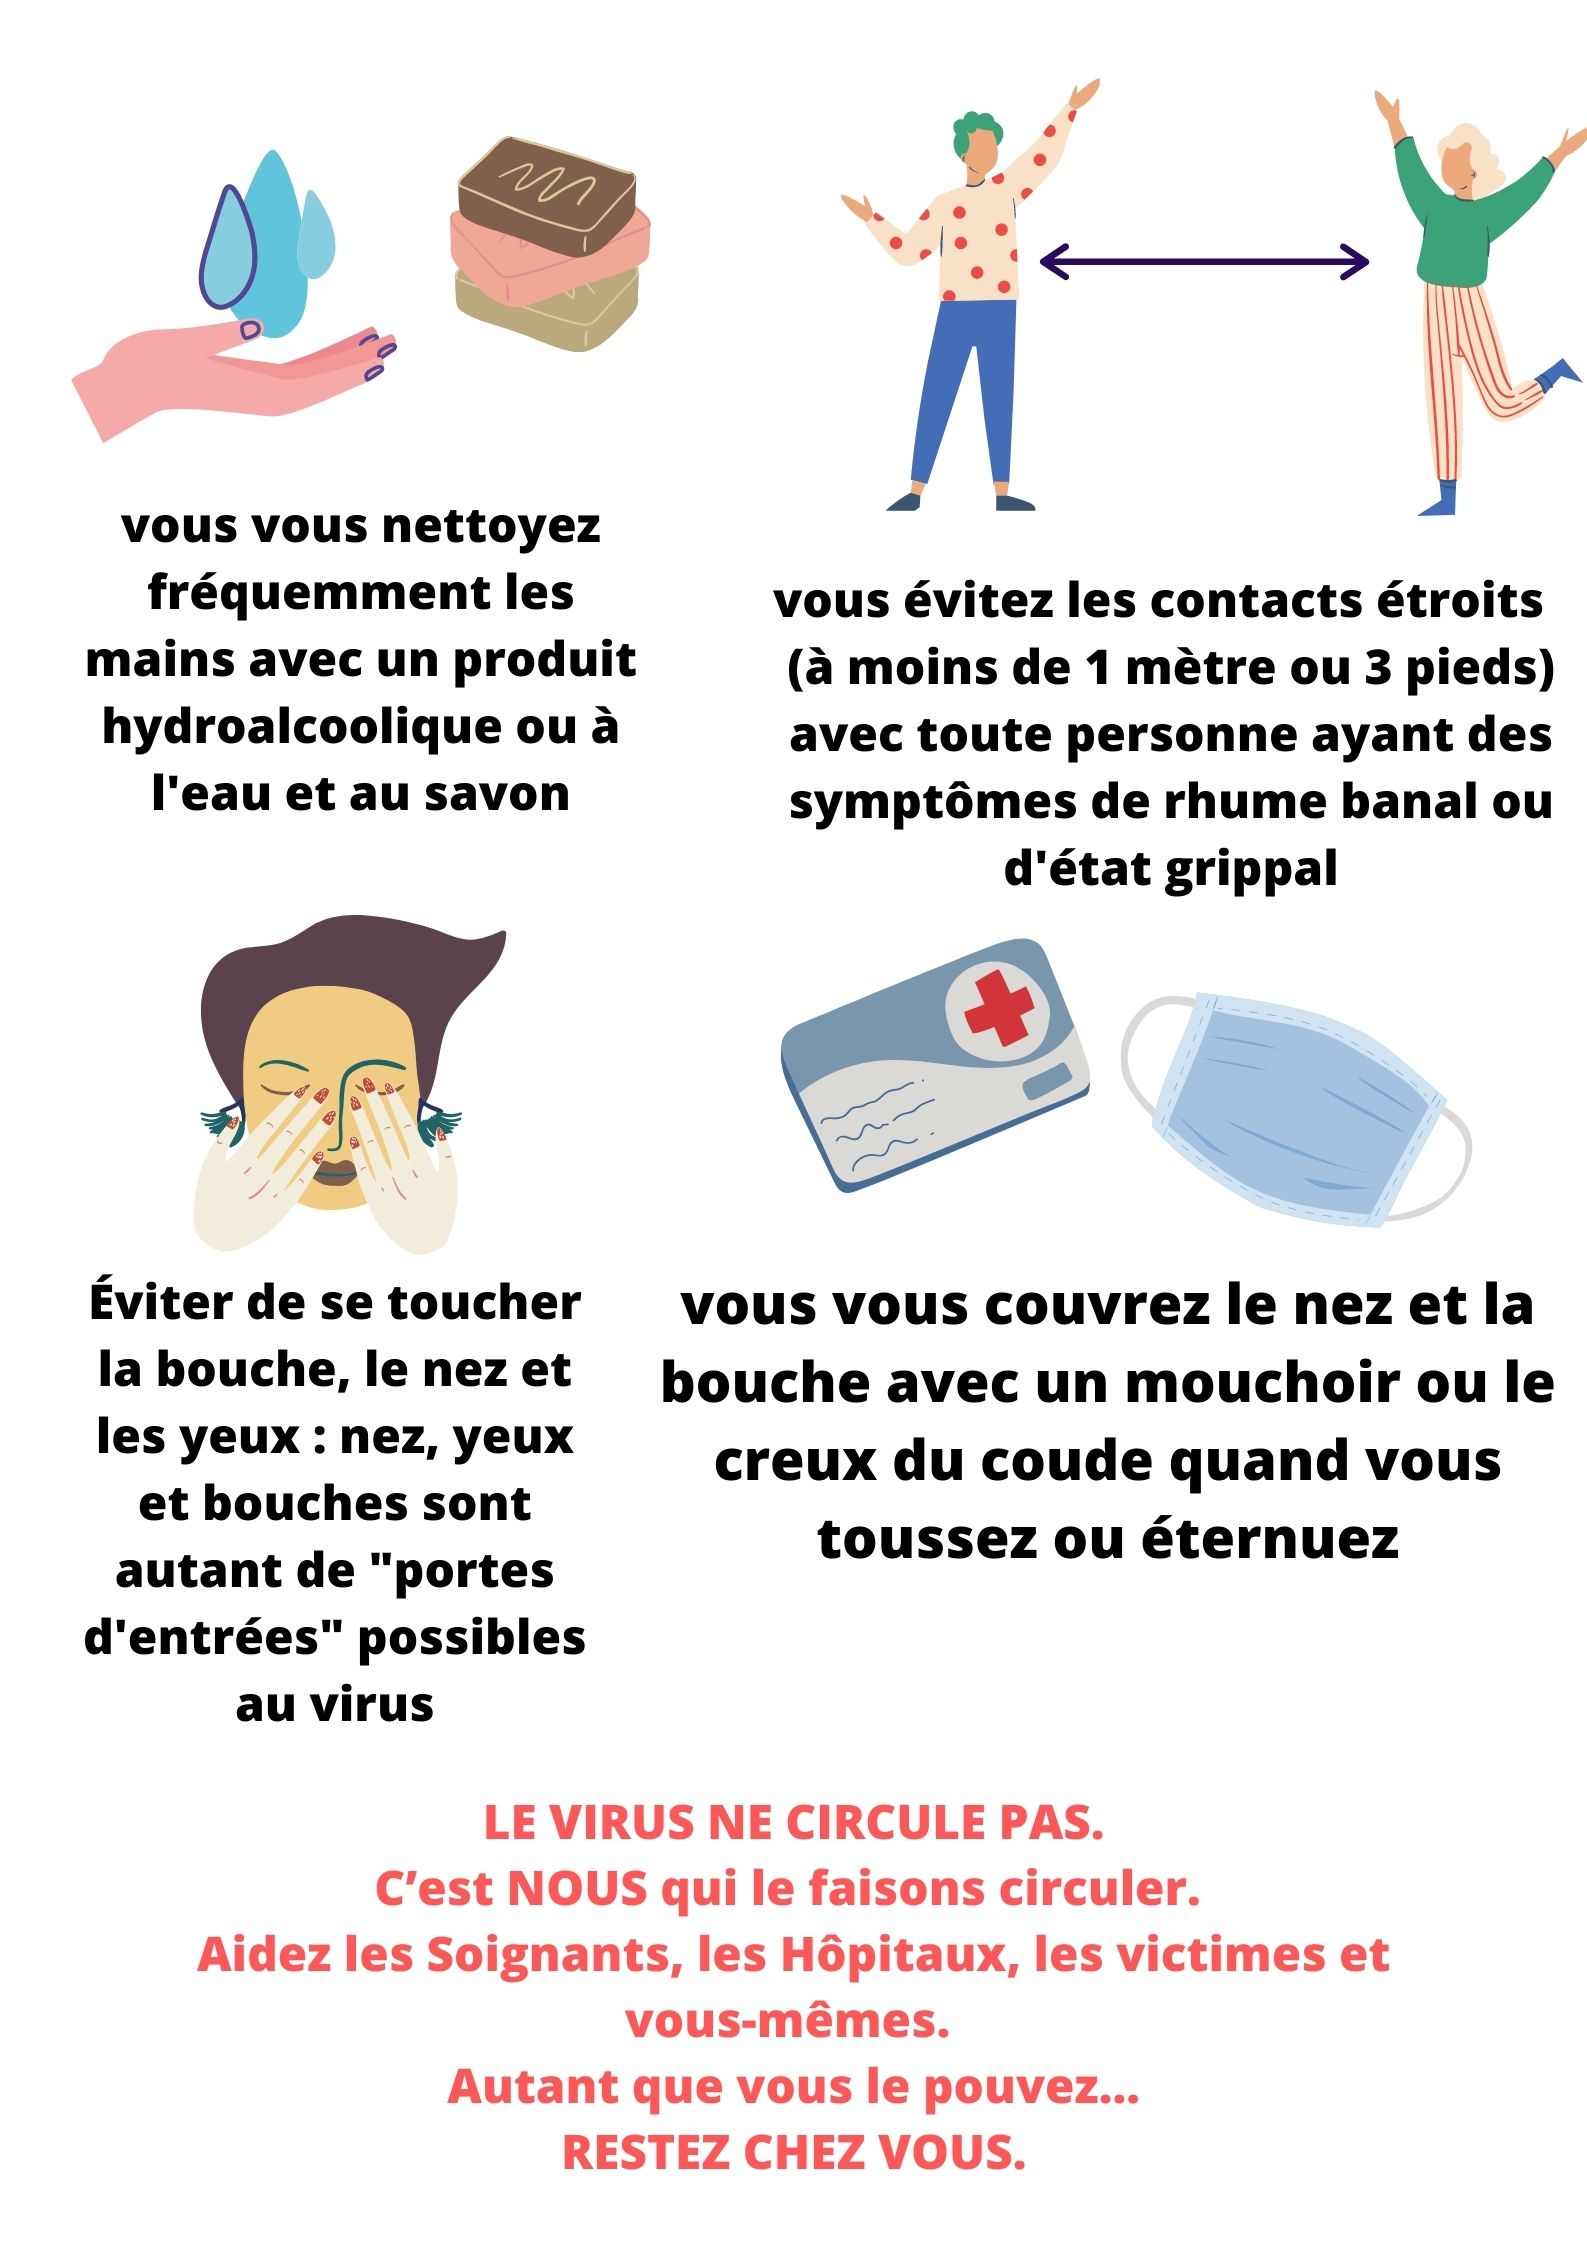 vous vous nettoyez
fréquemment les
mains avec un produit
hydroalcoolique ou à
l'eau et au savon
vous évitez les contacts étroits
(à moins de 1 mètre ou 3 pieds)
avec toute personne ayant des
symptômes de rhume banal ou
d'état grippal
Éviter de se toucher
la bouche, le nez et
les yeux : nez, yeux
et bouches sont
autant de "portes
d'entrées" possibles
au virus
vous vous couvrez le nez et la
bouche avec un mouchoir ou le
creux du coude quand vous
toussez ou éternuez
LE VIRUS NE CIRCULE PAS.
C’est NOUS qui le faisons circuler.
Aidez les Soignants, les Hôpitaux, les victimes et
vous-mêmes.
Autant que vous le pouvez...
RESTEZ CHEZ VOUS.